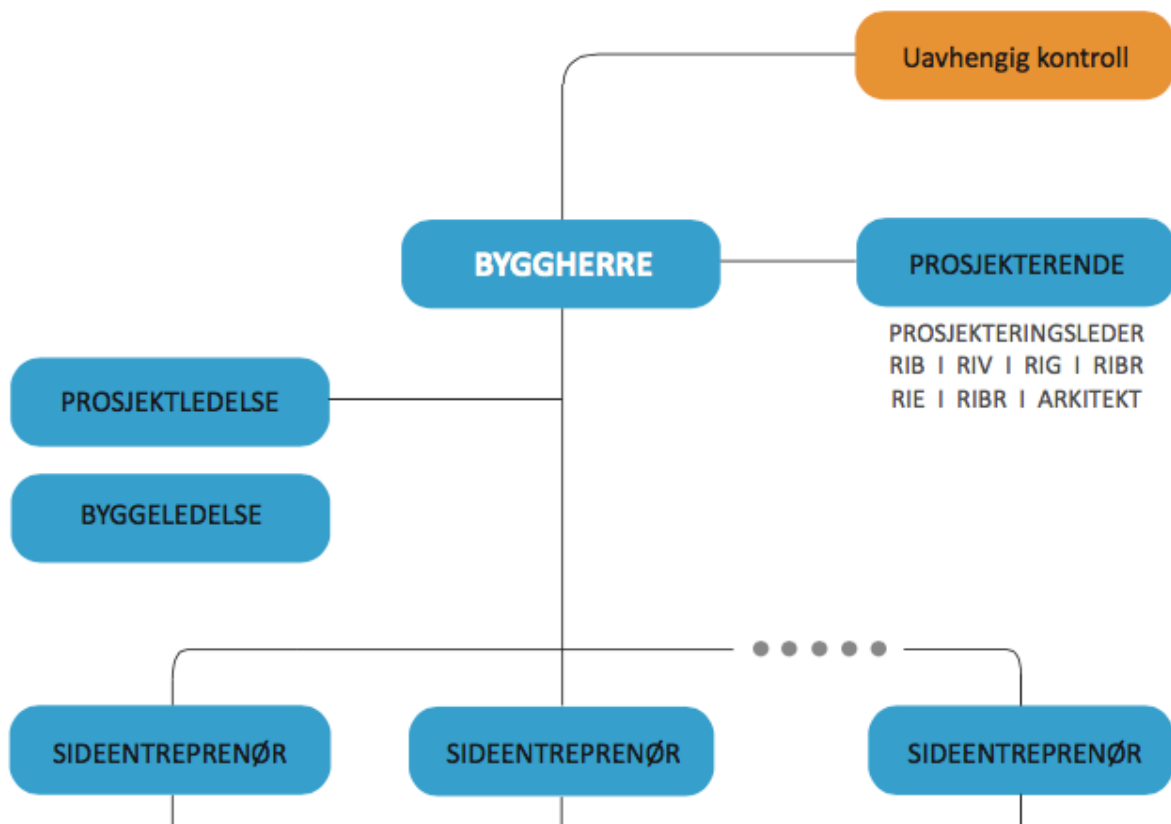 Uavhengig kontroll
BYGGHERRE
PROSJEKTERENDE
PROSJEKTERINGSLEDER
RIB I RIV I RIG I RIBR
RIE I RIBR I ARKITEKT
PROSJEKTLEDELSE
BYGGELEDELSE
SIDEENTREPRENØR
SIDEENTREPRENØR
SIDEENTREPRENØR